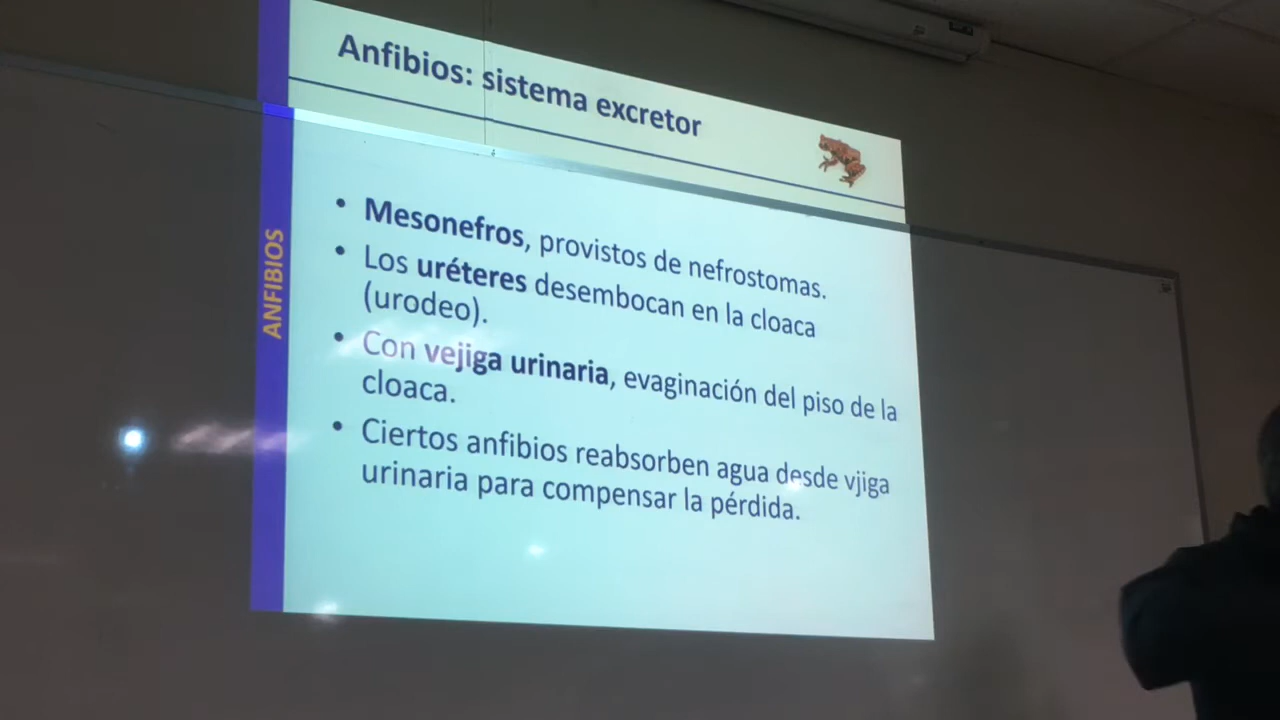 Anfibios: sistema excretor
ANFIBIOS
• Mesonefros, provistos de nefrostomas.
• Los uréteres desembocan en la cloaca
(urodeo).
• Con vejiga urinaria, evaginación del piso de la
cloaca.
• Ciertos anfibios reabsorben agua desde vjiga
urinaria para compensar la pérdida.